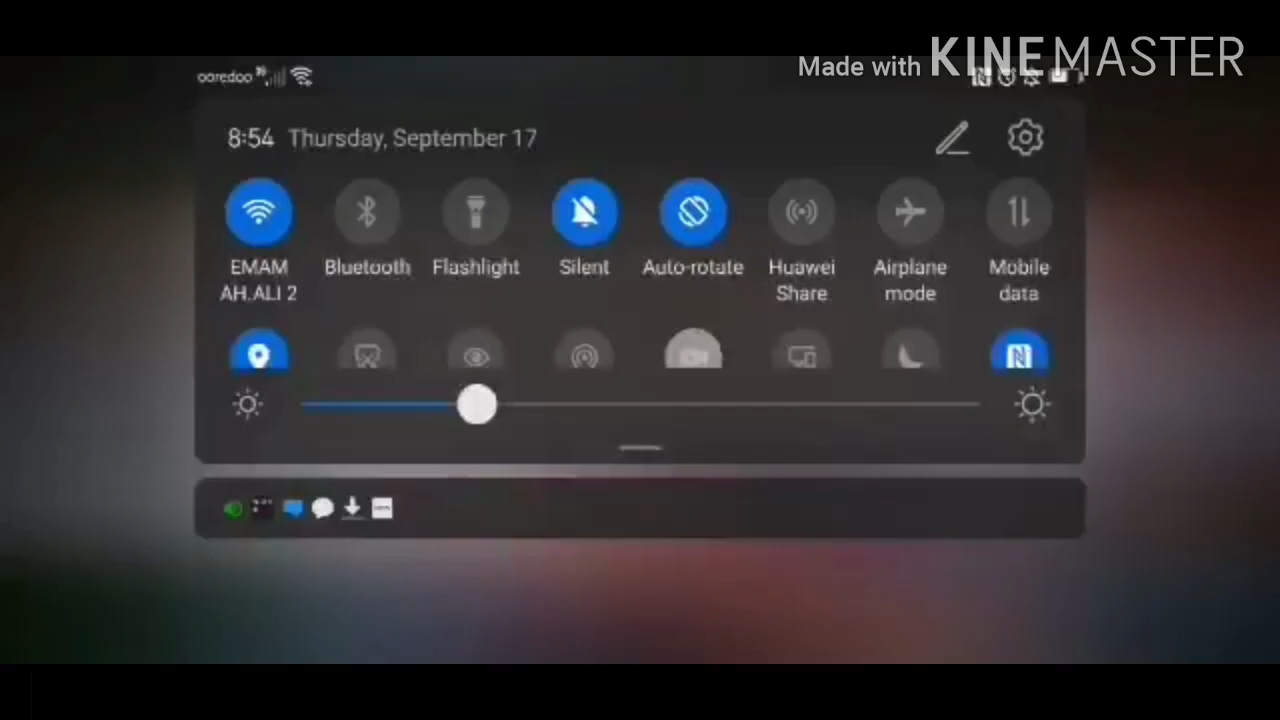 Made with KINEMASTER
ooredoo
8:54 Thursday, September 17
EMAM AH.ALI 2
Bluetooth
Flashlight
Silent
Auto-rotate
Huawei Share
Airplane mode
Mobile data